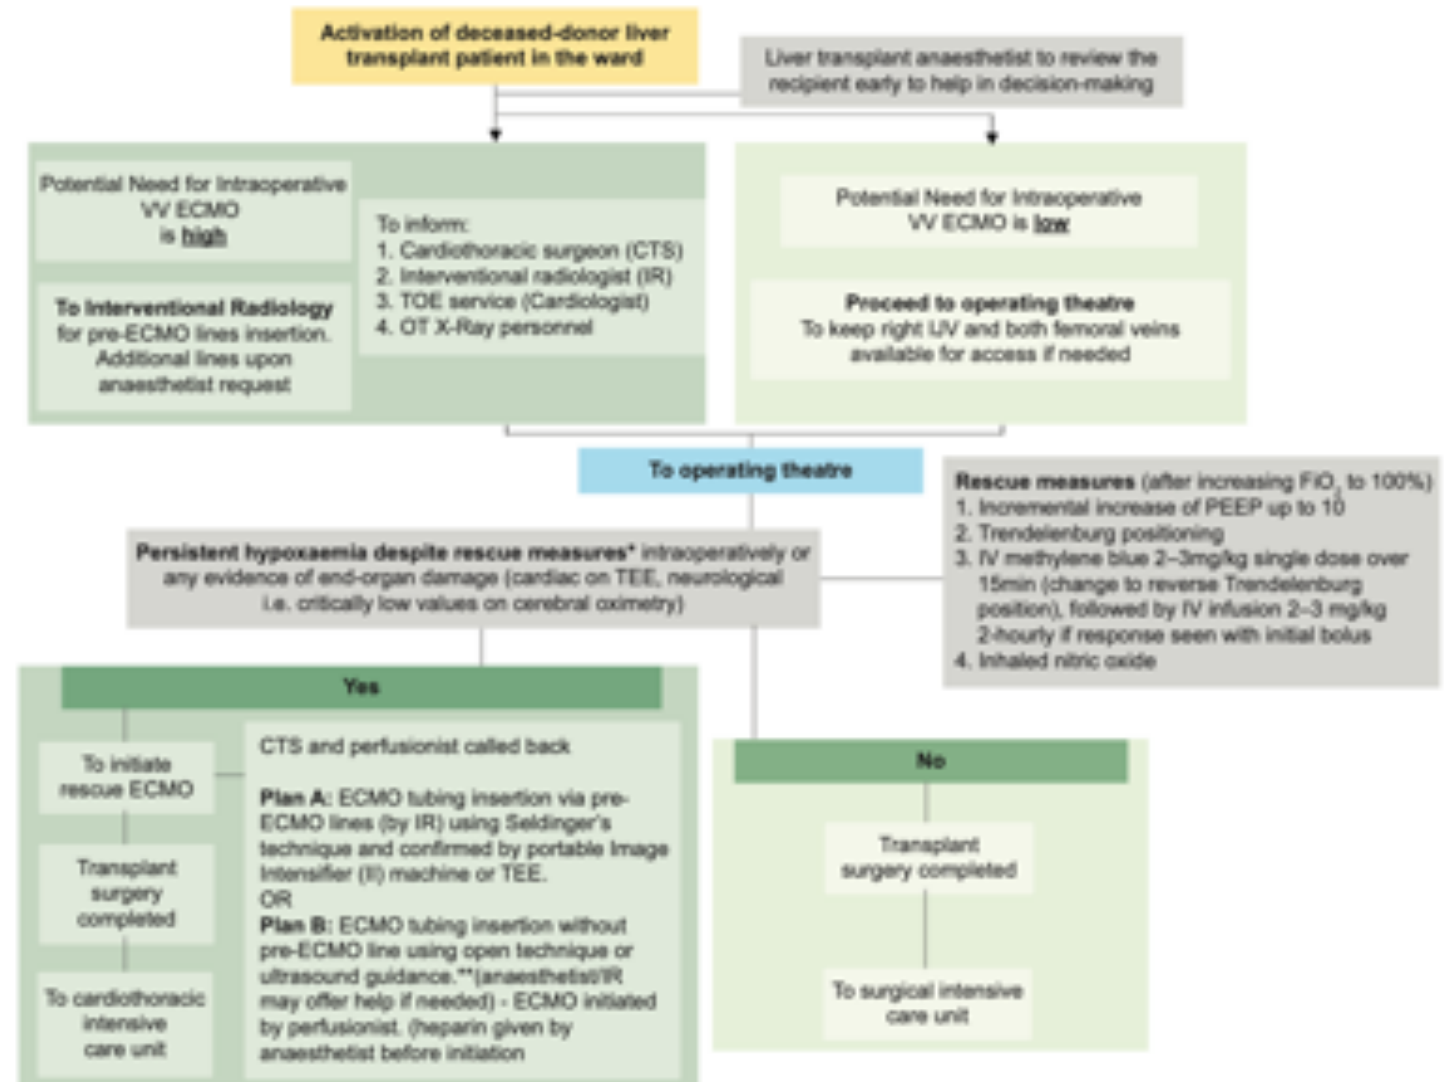 Activation of deceased-donor liver
transplant patient in the ward
Liver transplant anaesthetist to review the
recipient early to help in decision-making
Potential Need for Intraoperative
VV ECMO
is high
To Interventional Radiology
for pre-ECMO lines insertion.
Additional lines upon
anaesthetist request
To inform:
1. Cardiothoracic surgeon (CTS)
2. Interventional radiologist (IR)
3. TOE service (Cardiologist)
4. OT X-Ray personnel
Potential Need for Intraoperative
VV ECMO is low
Proceed to operating theatre
To keep right IJV and both femoral veins
available for access if needed
To operating theatre
Rescue measures (after increasing FiO2 to 100%)
1. Incremental increase of PEEP up to 10
2. Trendelenburg positioning
3. IV methylene blue 2–3mg/kg single dose over
15min (change to reverse Trendelenburg
position), followed by IV infusion 2–3 mg/kg
2-hourly if response seen with initial bolus
4. Inhaled nitric oxide
Persistent hypoxaemia despite rescue measures* intraoperatively or
any evidence of end-organ damage (cardiac on TEE, neurological
i.e. critically low values on cerebral oximetry)
Yes
To initiate
rescue ECMO
Transplant
surgery
completed
To cardiothoracic
intensive
care unit
CTS and perfusionist called back
Plan A: ECMO tubing insertion via pre-
ECMO lines (by IR) using Seldinger's
technique and confirmed by portable Image
Intensifier (II) machine or TEE.
OR
Plan B: ECMO tubing insertion without
pre-ECMO line using open technique or
ultrasound guidance.**(anaesthetist/IR
may offer help if needed) - ECMO initiated
by perfusionist. (heparin given by
anaesthetist before initiation
No
Transplant
surgery completed
To surgical intensive
care unit